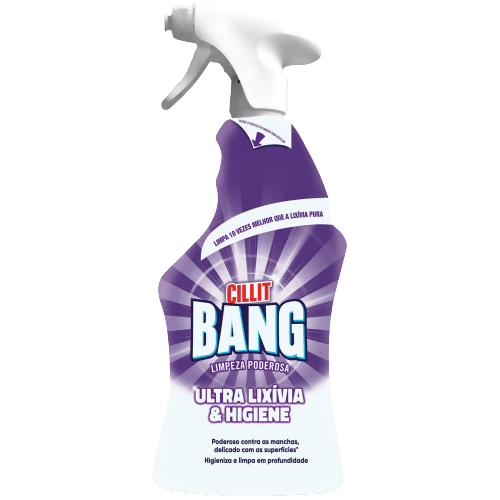 LIMPA 10 VEZES MELHOR QUE A LIXÍVIA PURA
CILLIT
BANG
LIMPEZA PODEROSA
ULTRA LIXÍVIA
& HIGIENE
Poderoso contra as manchas,
delicado com as superfícies*
Higieniza e limpa em profundidade